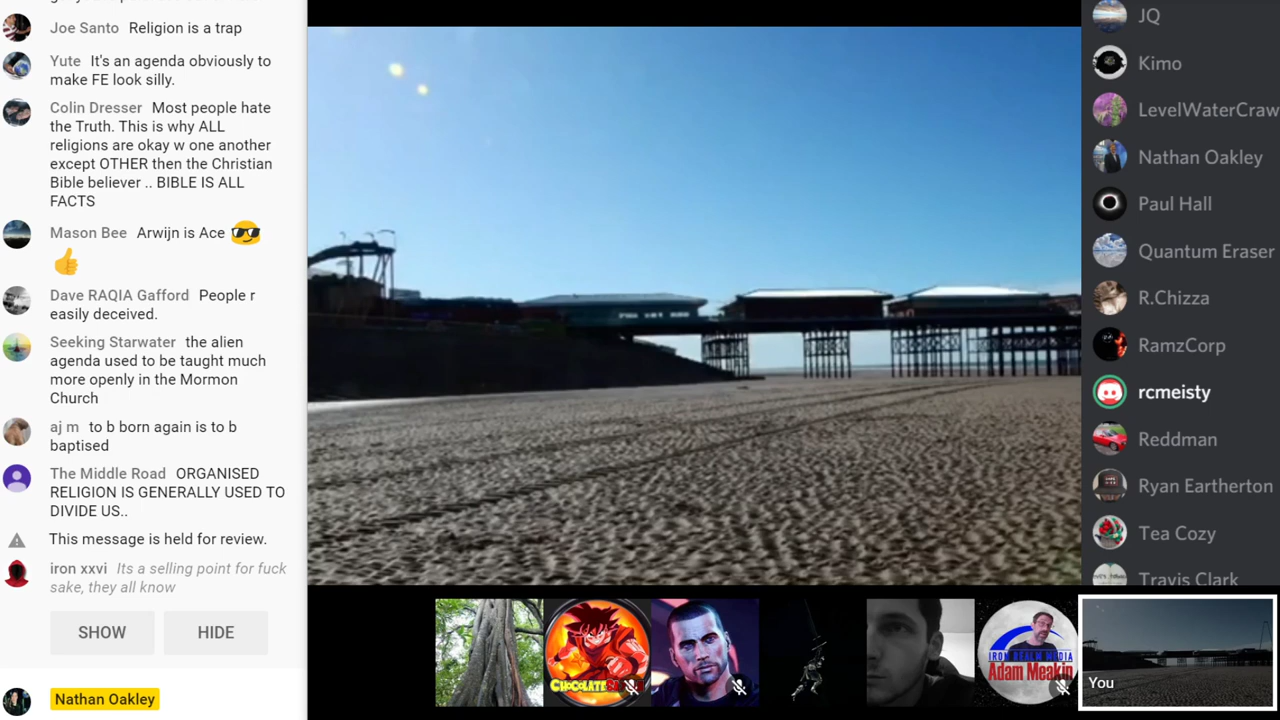 Joe Santo Religion is a trap
Yute It's an agenda obviously to
make FE look silly.
Colin Dresser Most people hate
the Truth. This is why ALL
religions are okay w one another
except OTHER then the Christian
Bible believer .. BIBLE IS ALL
FACTS
Mason Bee Arwijn is Ace 😎
👍
Dave RAQIA Gafford People r
easily deceived.
Seeking Starwater the alien
agenda used to be taught much
more openly in the Mormon
Church
aj m to b born again is to b
baptised
The Middle Road ORGANISED
RELIGION IS GENERALLY USED TO
DIVIDE US..
This message is held for review.
iron xxvi Its a selling point for fuck
sake, they all know
SHOW HIDE
Nathan Oakley
JQ
Kimo
LevelWaterCraw
Nathan Oakley
Paul Hall
Quantum Eraser
R.Chizza
RamzCorp
rcmeisty
Reddman
Ryan Eartherton
Tea Cozy
Travis Clark
IRON REALM MEDIA
Adam Meakin
You